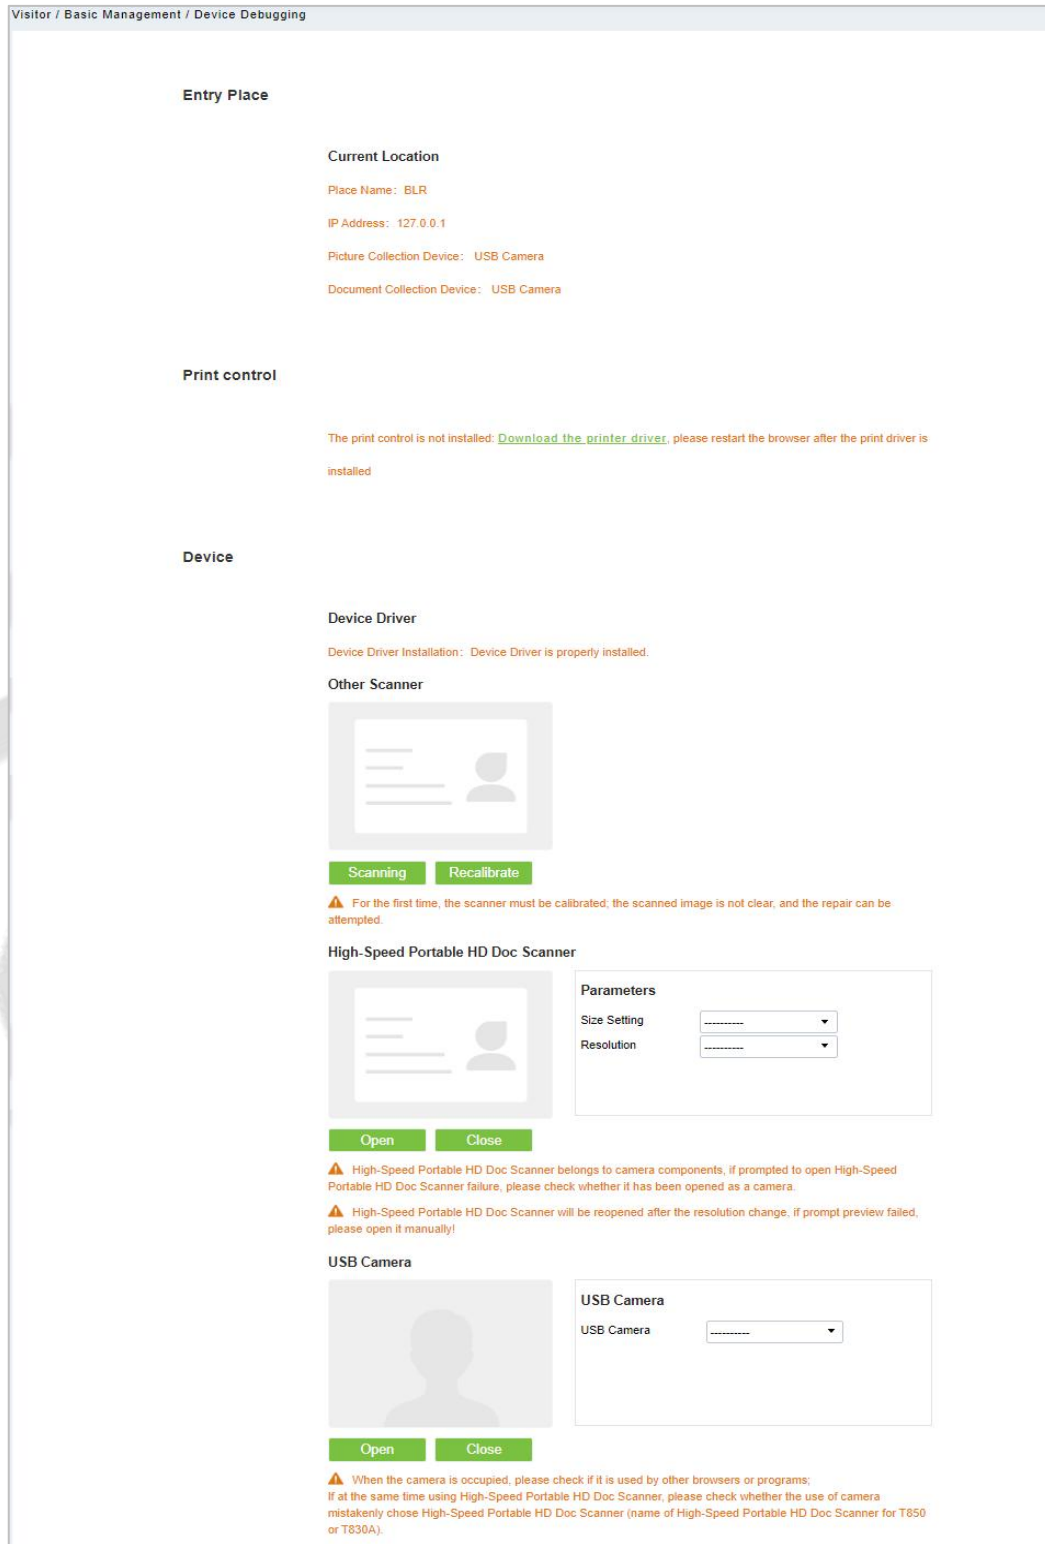 Visitor / Basic Management / Device Debugging
Entry Place
Current Location
Place Name: BLR
IP Address: 127.0.0.1
Picture Collection Device: USB Camera
Document Collection Device: USB Camera
Print control
The print control is not installed: Download the printer driver, please restart the browser after the print driver is
installed
Device
Device Driver
Device Driver Installation: Device Driver is properly installed.
Other Scanner
Scanning Recalibrate
For the first time, the scanner must be calibrated; the scanned image is not clear, and the repair can be
attempted.
High-Speed Portable HD Doc Scanner
Parameters
Size Setting ----------
Resolution ----------
Open Close
High-Speed Portable HD Doc Scanner belongs to camera components, if prompted to open High-Speed
Portable HD Doc Scanner failure, please check whether it has been opened as a camera.
High-Speed Portable HD Doc Scanner will be reopened after the resolution change, if prompt preview failed,
please open it manually!
USB Camera
USB Camera
USB Camera ----------
Open Close
When the camera is occupied, please check if it is used by other browsers or programs;
If at the same time using High-Speed Portable HD Doc Scanner, please check whether the use of camera
mistakenly chose High-Speed Portable HD Doc Scanner (name of High-Speed Portable HD Doc Scanner for T850
or T830A).